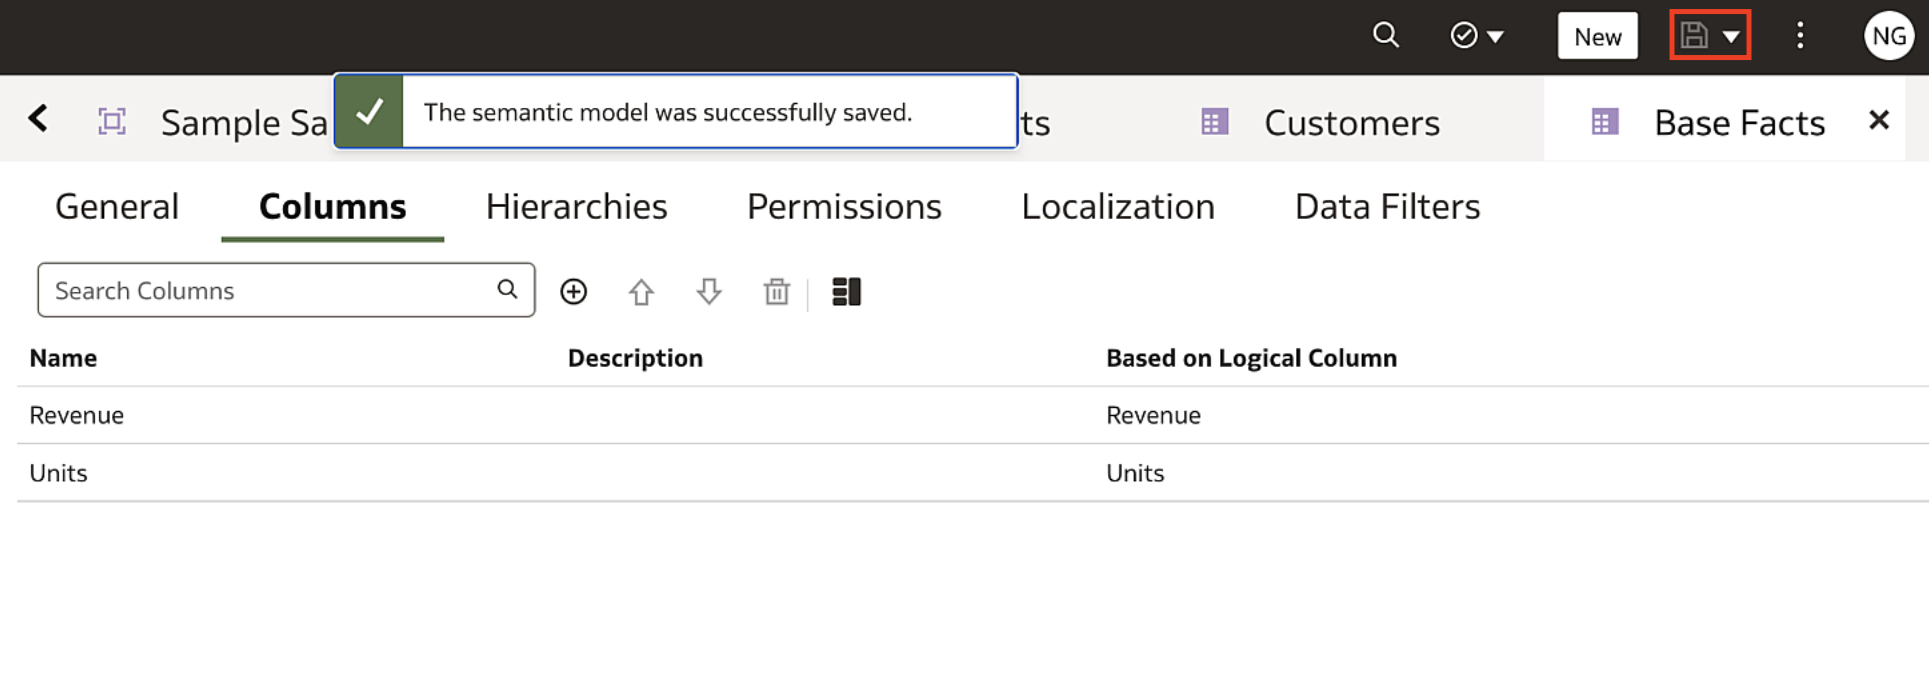 New
NG
Sample Sa
The semantic model was successfully saved.
ts
Customers
Base Facts
General
Columns
Hierarchies
Permissions
Localization
Data Filters
Search Columns
Name Description Based on Logical Column
Revenue Revenue
Units Units